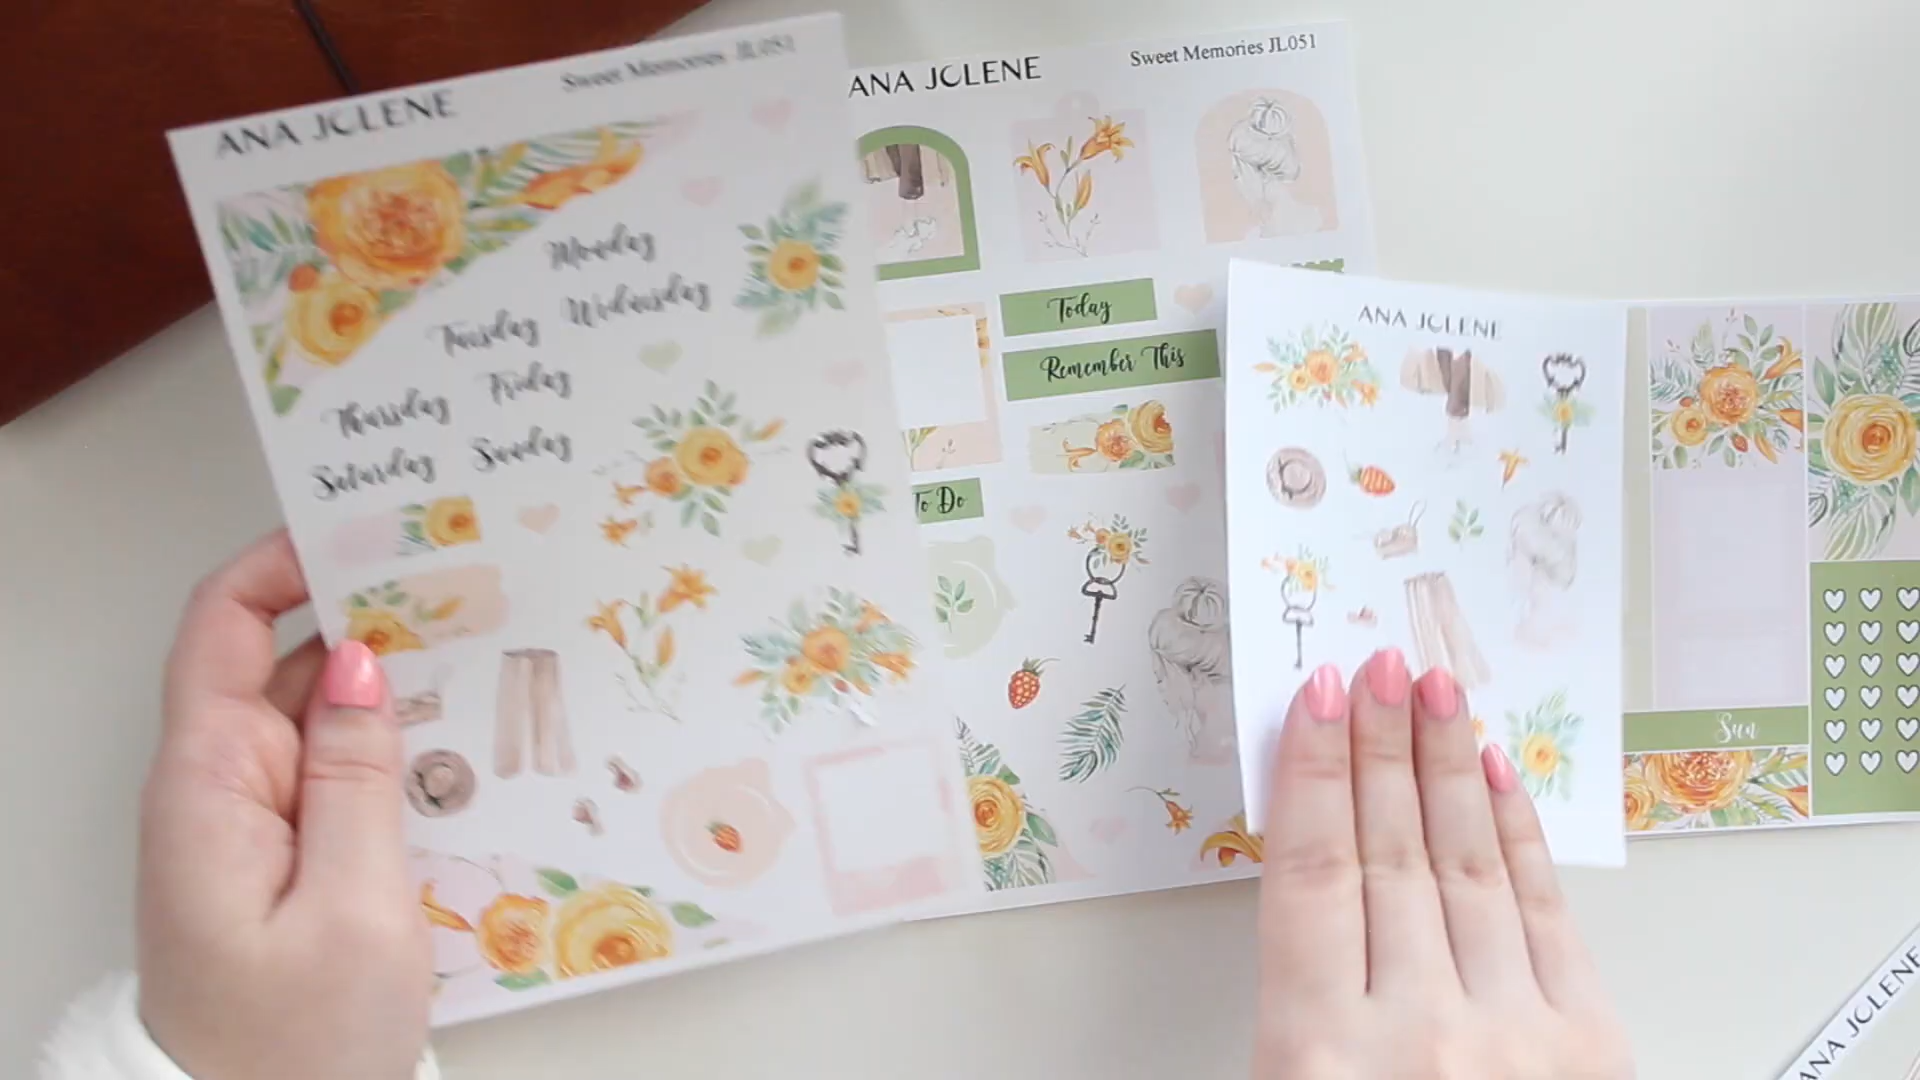 ANA JOLENE
Sweet Memories JL051
Monday
Tuesday Wednesday
Thursday Friday
Saturday Sunday
ANA JOLENE
Sweet Memories JL051
Today
Remember This
To Do
ANA JOLENE
Sun
ANA JOLENE